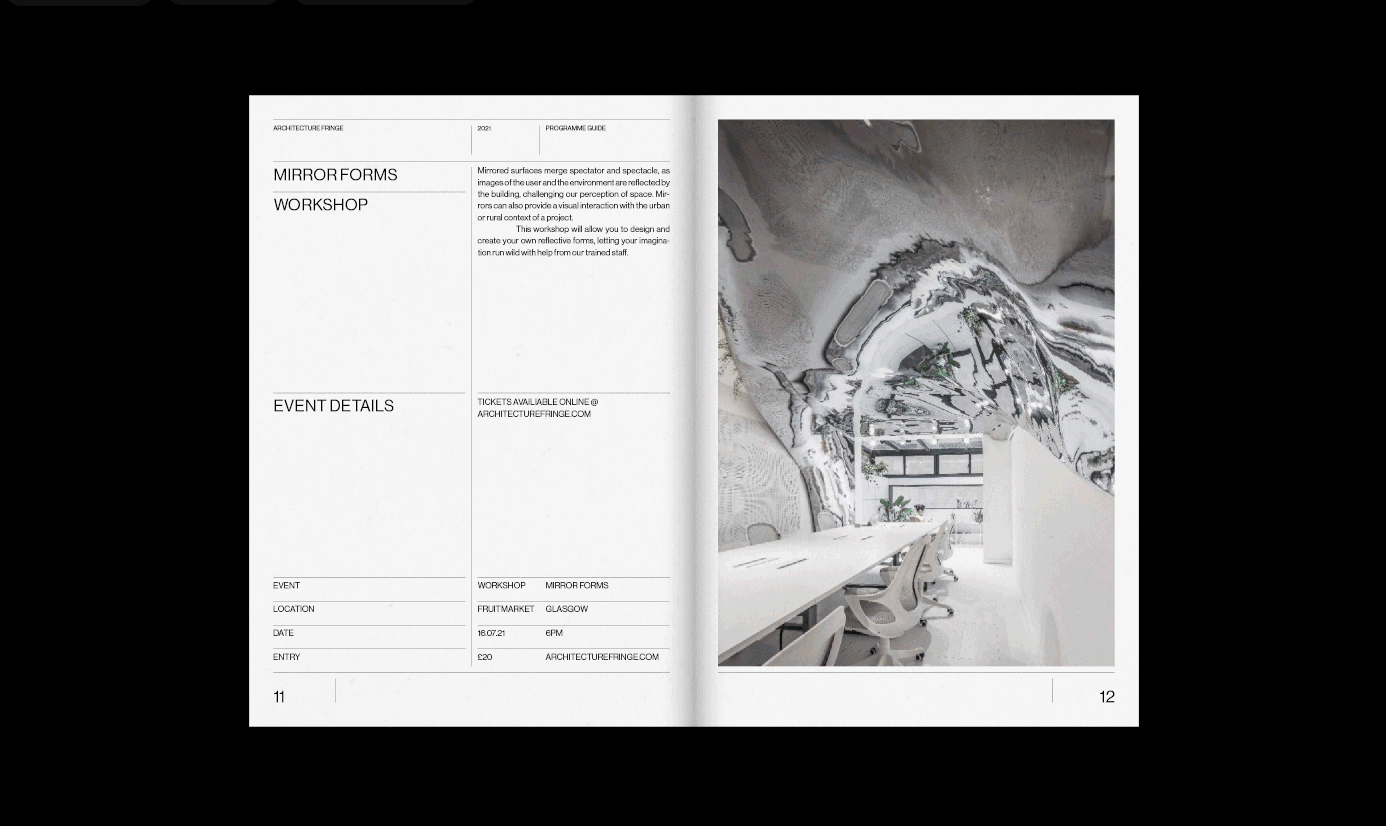 ARCHITECTURE FRINGE
2021
PROGRAMME GUIDE
MIRROR FORMS
WORKSHOP
Mirrored surfaces merge spectator and spectacle, as
images of the user and the environment are reflected by
the building, challenging our perception of space. Mir-
rors can also provide a visual interaction with the urban
or rural context of a project.
This workshop will allow you to design and
create your own reflective forms, letting your imagina-
tion run wild with help from our trained staff.
EVENT DETAILS
TICKETS AVAILIABLE ONLINE @
ARCHITECTUREFRINGE.COM
EVENT WORKSHOP MIRROR FORMS
LOCATION FRUITMARKET GLASGOW
DATE 16.07.21 6PM
ENTRY £20 ARCHITECTUREFRINGE.COM
11
12